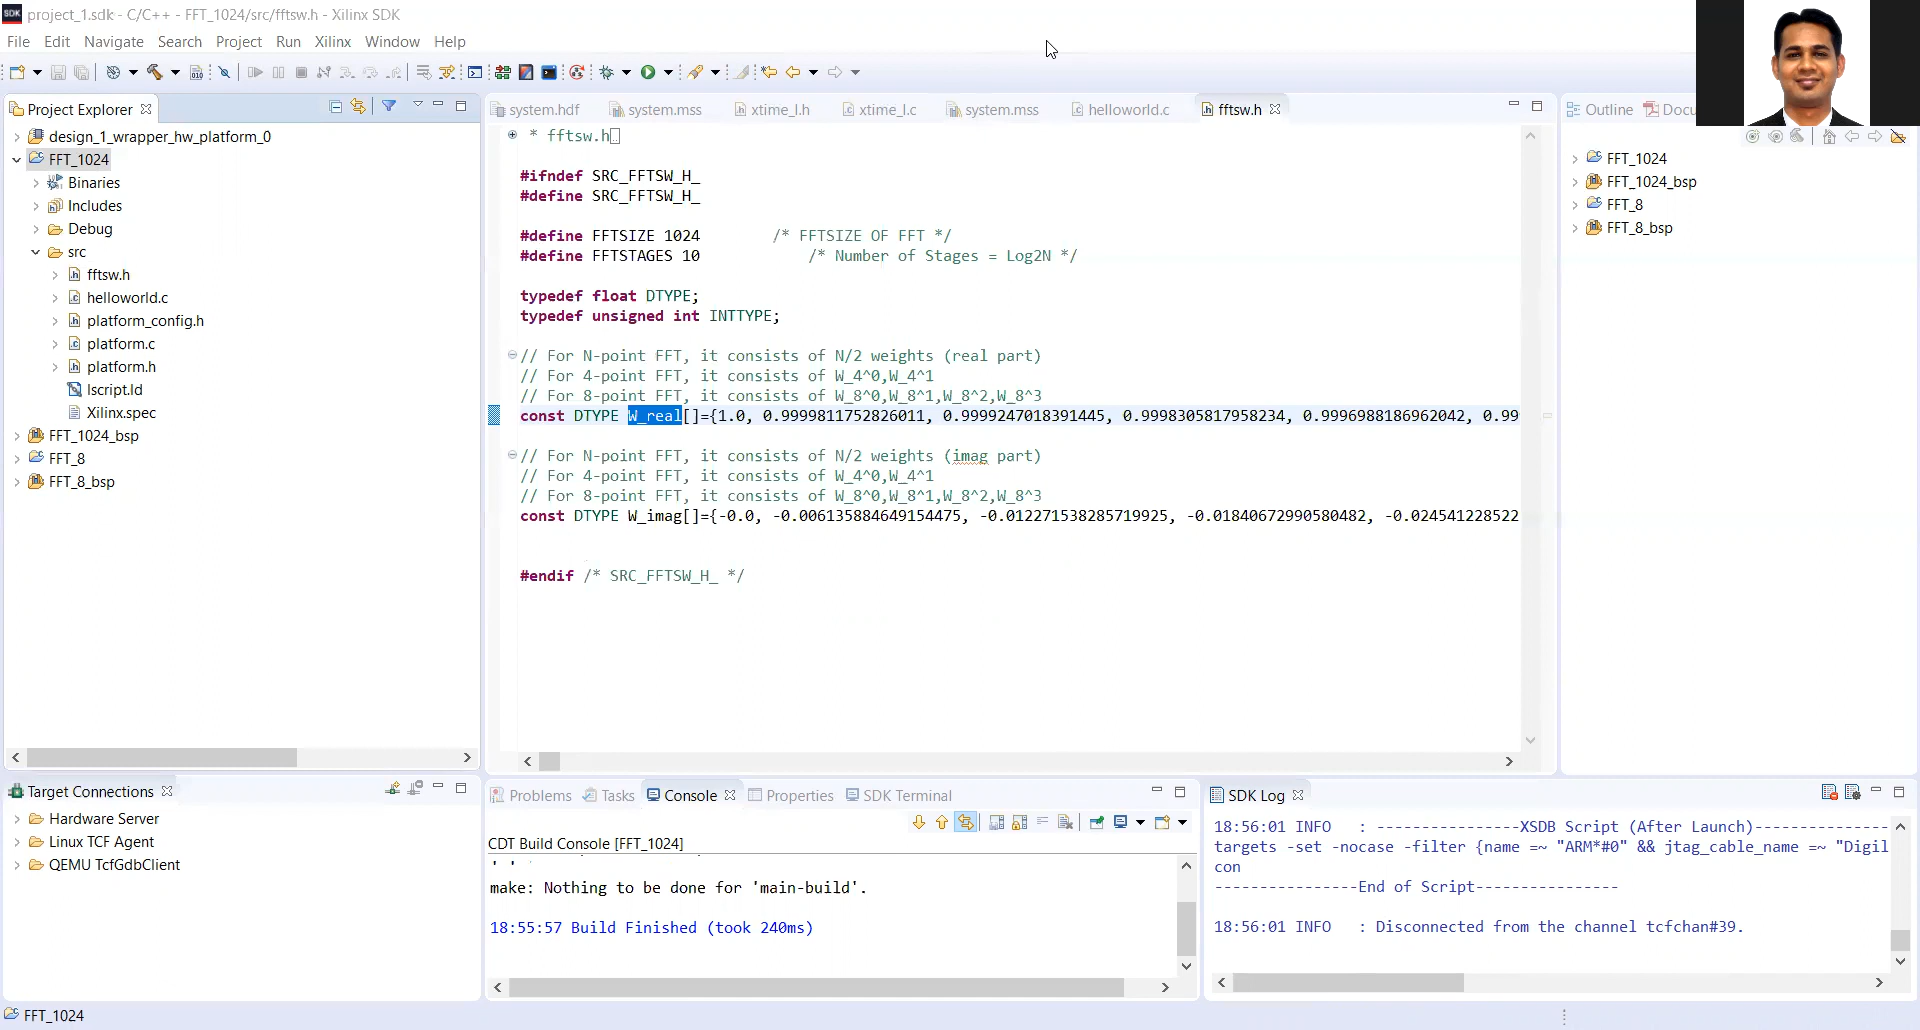 SDK project_1.sdk - C/C++ - FFT_1024/src/fftsw.h - Xilinx SDK
File Edit Navigate Search Project Run Xilinx Window Help
Project Explorer
design_1_wrapper_hw_platform_0
FFT_1024
Binaries
Includes
Debug
src
fftsw.h
helloworld.c
platform_config.h
platform.c
platform.h
lscript.ld
Xilinx.spec
FFT_1024_bsp
FFT_8
FFT_8_bsp
system.hdf system.mss xtime_l.h xtime_l.c system.mss helloworld.c fftsw.h
* fftsw.h
#ifndef SRC_FFTSW_H_
#define SRC_FFTSW_H_
#define FFTSIZE 1024 /* FFTSIZE OF FFT */
#define FFTSTAGES 10 /* Number of Stages = Log2N */
typedef float DTYPE;
typedef unsigned int INTTYPE;
// For N-point FFT, it consists of N/2 weights (real part)
// For 4-point FFT, it consists of W_4^0,W_4^1
// For 8-point FFT, it consists of W_8^0,W_8^1,W_8^2,W_8^3
const DTYPE W_real[]={1.0, 0.9999811752826011, 0.9999247018391445, 0.9998305817958234, 0.9996988186962042, 0.99
// For N-point FFT, it consists of N/2 weights (imag part)
// For 4-point FFT, it consists of W_4^0,W_4^1
// For 8-point FFT, it consists of W_8^0,W_8^1,W_8^2,W_8^3
const DTYPE W_imag[]={-0.0, -0.006135884649154475, -0.012271538285719925, -0.01840672990580482, -0.024541228522
#endif /* SRC_FFTSW_H_ */
Outline Docu
FFT_1024
FFT_1024_bsp
FFT_8
FFT_8_bsp
Target Connections
Hardware Server
Linux TCF Agent
QEMU TcfGdbClient
Problems Tasks Console Properties SDK Terminal
CDT Build Console [FFT_1024]
make: Nothing to be done for 'main-build'.
18:55:57 Build Finished (took 240ms)
SDK Log
18:56:01 INFO : ----------------XSDB Script (After Launch)----------------
targets -set -nocase -filter {name =~ "ARM*#0" && jtag_cable_name =~ "Digil
con
----------------End of Script----------------
18:56:01 INFO : Disconnected from the channel tcfchan#39.
FFT_1024